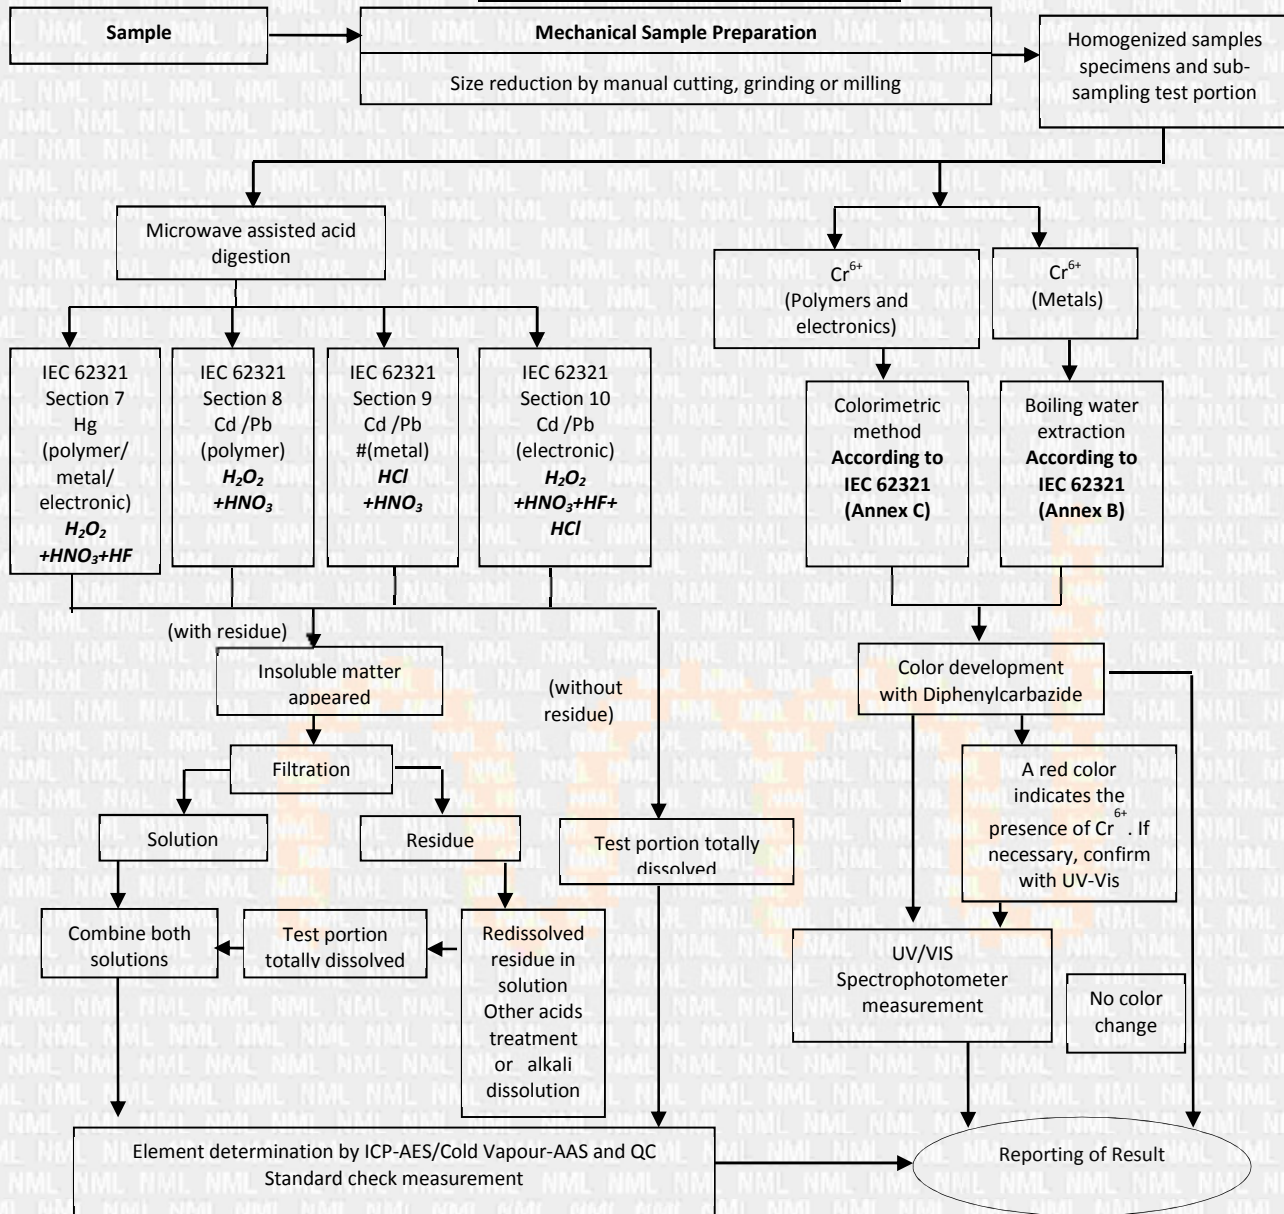 Sample
Mechanical Sample Preparation
Size reduction by manual cutting, grinding or milling
Homogenized samples
specimens and sub-
sampling test portion
Microwave assisted acid
digestion
Cr6+
(Polymers and
electronics)
Cr6+
(Metals)
IEC 62321
Section 7
Hg
(polymer/
metal/
electronic)
H2O2
+HNO3+HF
IEC 62321
Section 8
Cd /Pb
(polymer)
H2O2
+HNO3
IEC 62321
Section 9
Cd /Pb
#(metal)
HCl
+HNO3
IEC 62321
Section 10
Cd /Pb
(electronic)
H2O2
+HNO3+HF+
HCl
Colorimetric
method
According to
IEC 62321
(Annex C)
Boiling water
extraction
According to
IEC 62321
(Annex B)
(with residue)
Insoluble matter
appeared
(without
residue)
Color development
with Diphenylcarbazide
Filtration
A red color
indicates the
presence of Cr6+. If
necessary, confirm
with UV-Vis
Solution
Residue
Test portion totally
dissolved
Combine both
solutions
Test portion
totally dissolved
Redissolved
residue in
solution
Other acids
treatment
or alkali
dissolution
UV/VIS
Spectrophotometer
measurement
No color
change
Element determination by ICP-AES/Cold Vapour-AAS and QC
Standard check measurement
Reporting of Result